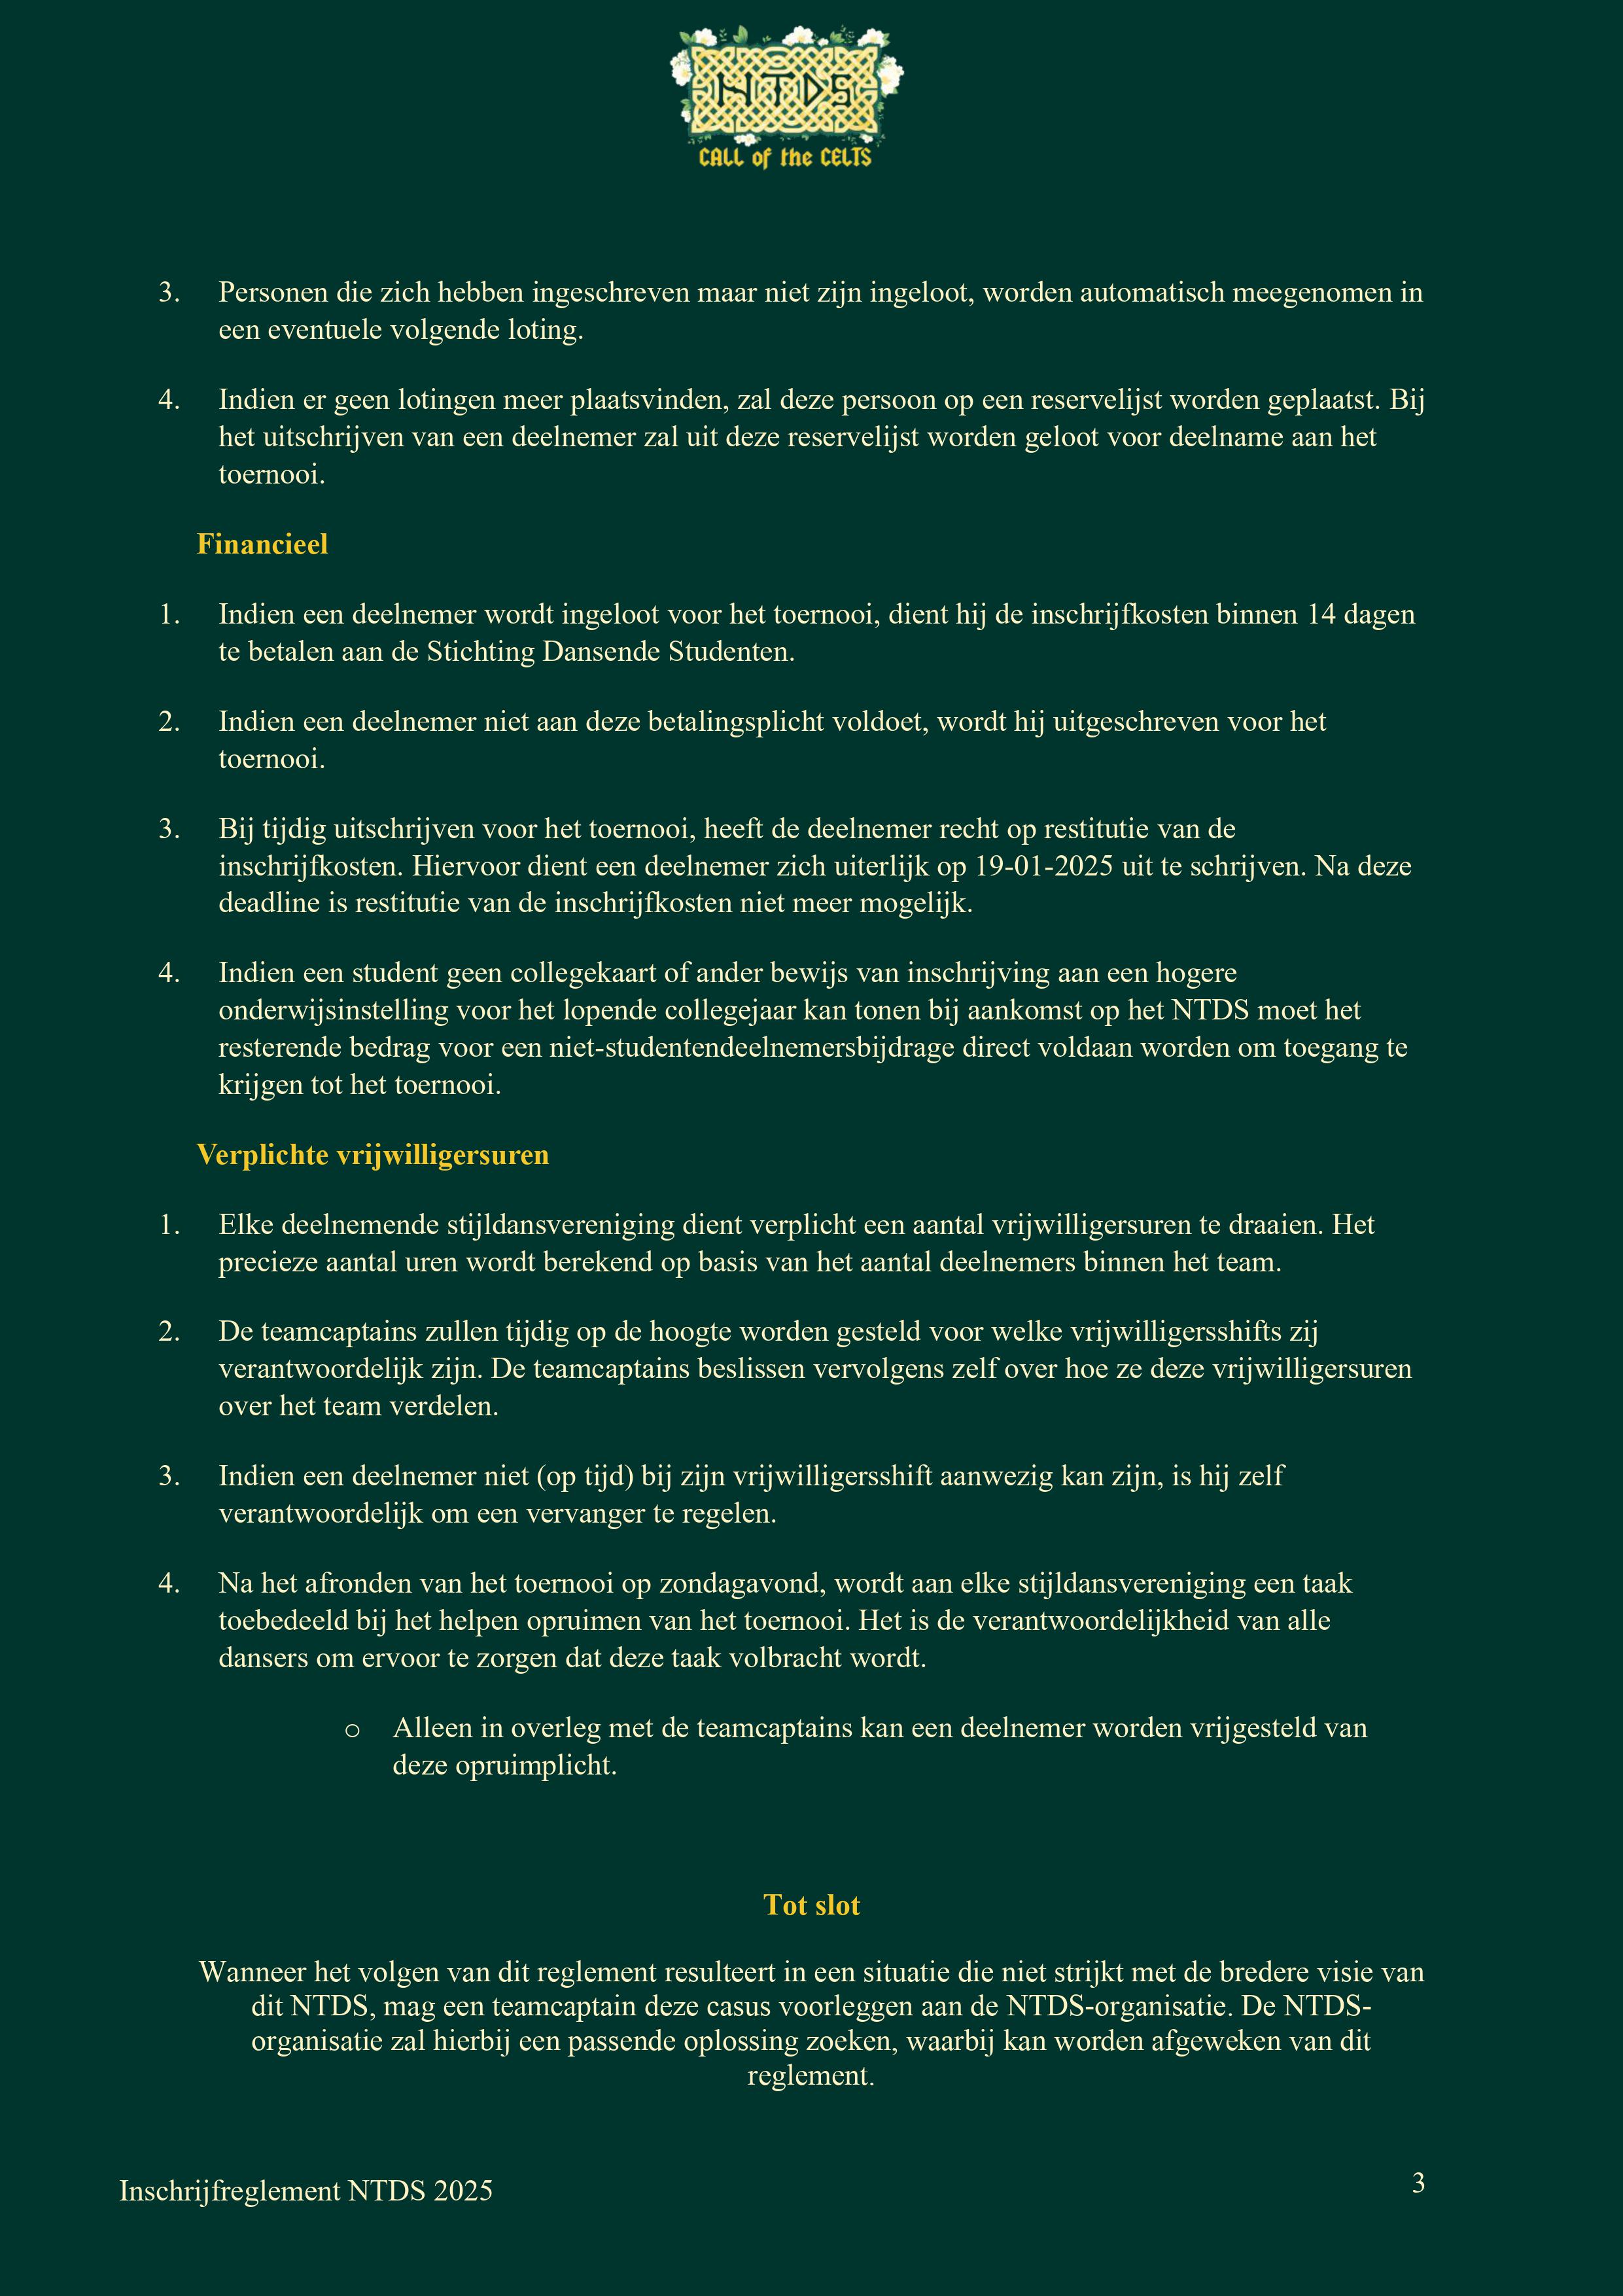 NTDS
CALL of the CELTS
3. Personen die zich hebben ingeschreven maar niet zijn ingeloot, worden automatisch meegenomen in
een eventuele volgende loting.
4. Indien er geen lotingen meer plaatsvinden, zal deze persoon op een reservelijst worden geplaatst. Bij
het uitschrijven van een deelnemer zal uit deze reservelijst worden geloot voor deelname aan het
toernooi.
Financieel
1. Indien een deelnemer wordt ingeloot voor het toernooi, dient hij de inschrijfkosten binnen 14 dagen
te betalen aan de Stichting Dansende Studenten.
2. Indien een deelnemer niet aan deze betalingsplicht voldoet, wordt hij uitgeschreven voor het
toernooi.
3. Bij tijdig uitschrijven voor het toernooi, heeft de deelnemer recht op restitutie van de
inschrijfkosten. Hiervoor dient een deelnemer zich uiterlijk op 19-01-2025 uit te schrijven. Na deze
deadline is restitutie van de inschrijfkosten niet meer mogelijk.
4. Indien een student geen collegekaart of ander bewijs van inschrijving aan een hogere
onderwijsinstelling voor het lopende collegejaar kan tonen bij aankomst op het NTDS moet het
resterende bedrag voor een niet-studentendeelnemersbijdrage direct voldaan worden om toegang te
krijgen tot het toernooi.
Verplichte vrijwilligersuren
1. Elke deelnemende stijldansvereniging dient verplicht een aantal vrijwilligersuren te draaien. Het
precieze aantal uren wordt berekend op basis van het aantal deelnemers binnen het team.
2. De teamcaptains zullen tijdig op de hoogte worden gesteld voor welke vrijwilligersshifts zij
verantwoordelijk zijn. De teamcaptains beslissen vervolgens zelf over hoe ze deze vrijwilligersuren
over het team verdelen.
3. Indien een deelnemer niet (op tijd) bij zijn vrijwilligersshift aanwezig kan zijn, is hij zelf
verantwoordelijk om een vervanger te regelen.
4. Na het afronden van het toernooi op zondagavond, wordt aan elke stijldansvereniging een taak
toebedeeld bij het helpen opruimen van het toernooi. Het is de verantwoordelijkheid van alle
dansers om ervoor te zorgen dat deze taak volbracht wordt.
o Alleen in overleg met de teamcaptains kan een deelnemer worden vrijgesteld van
deze opruimplicht.
Tot slot
Wanneer het volgen van dit reglement resulteert in een situatie die niet strijkt met de bredere visie van
dit NTDS, mag een teamcaptain deze casus voorleggen aan de NTDS-organisatie. De NTDS-
organisatie zal hierbij een passende oplossing zoeken, waarbij kan worden afgeweken van dit
reglement.
Inschrijfreglement NTDS 2025
3